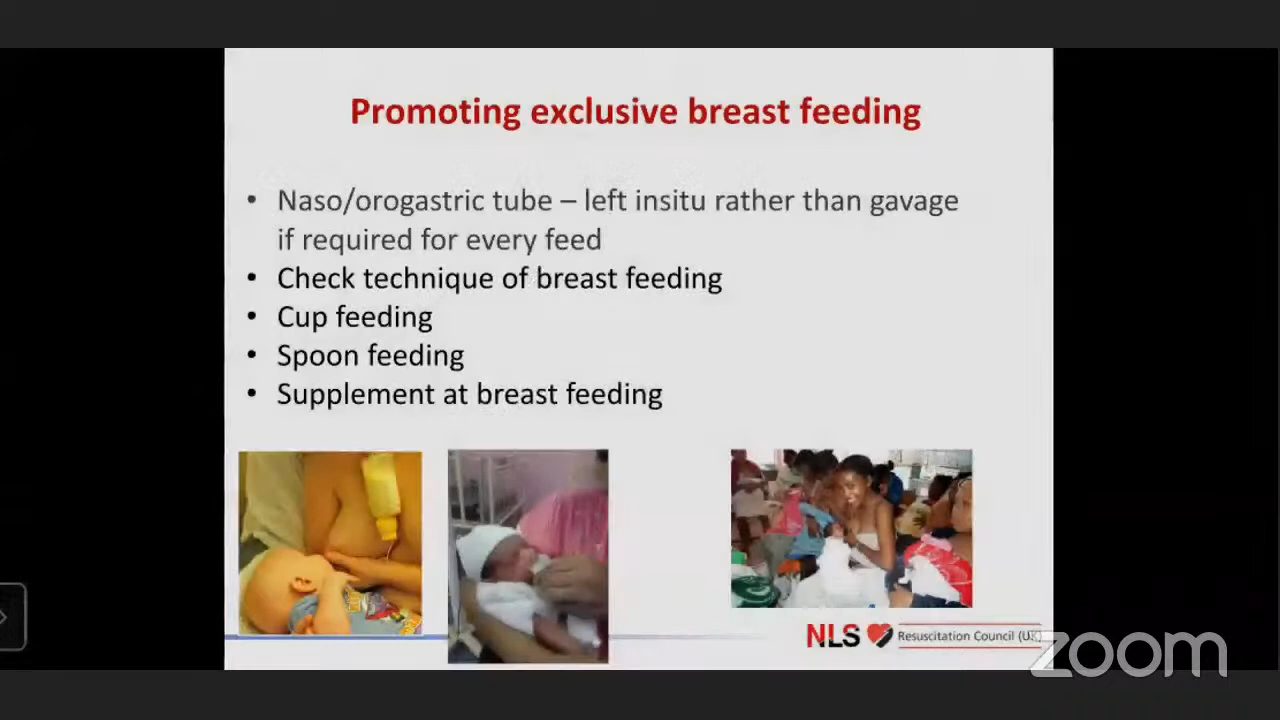 Promoting exclusive breast feeding
• Naso/orogastric tube – left insitu rather than gavage
if required for every feed
• Check technique of breast feeding
• Cup feeding
• Spoon feeding
• Supplement at breast feeding
NLS Resuscitation Council (UK)
zoom